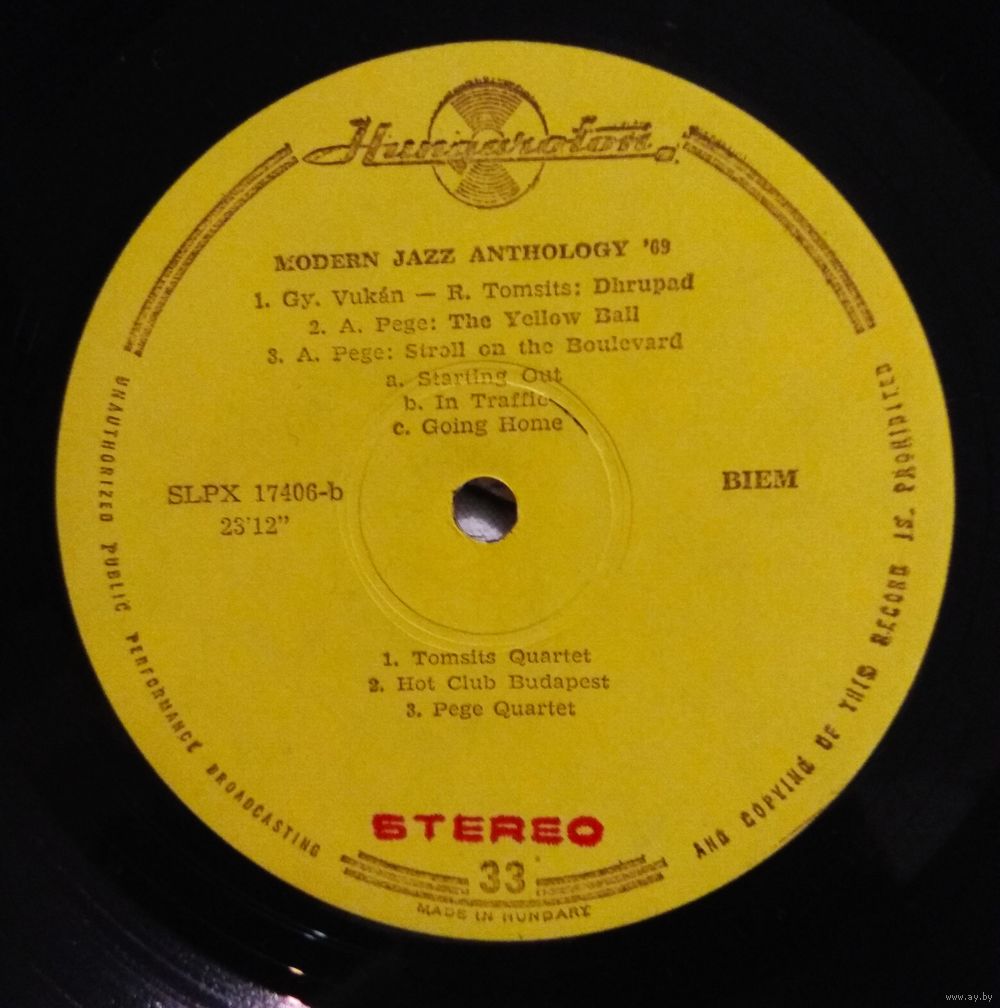 Hungaroton
MODERN JAZZ ANTHOLOGY '69
1. Gy. Vukán — R. Tomsits: Dhrupad
2. A. Pege: The Yellow Ball
3. A. Pege: Stroll on the Boulevard
a. Starting Out
b. In Traffic
c. Going Home
SLPX 17406-b
23'12"
BIEM
1. Tomsits Quartet
2. Hot Club Budapest
3. Pege Quartet
STEREO
33
MADE IN HUNGARY
UNAUTHORIZED PUBLIC PERFORMANCE BROADCASTING AND COPYING OF THIS RECORD IS PROHIBITED
www.ay.by